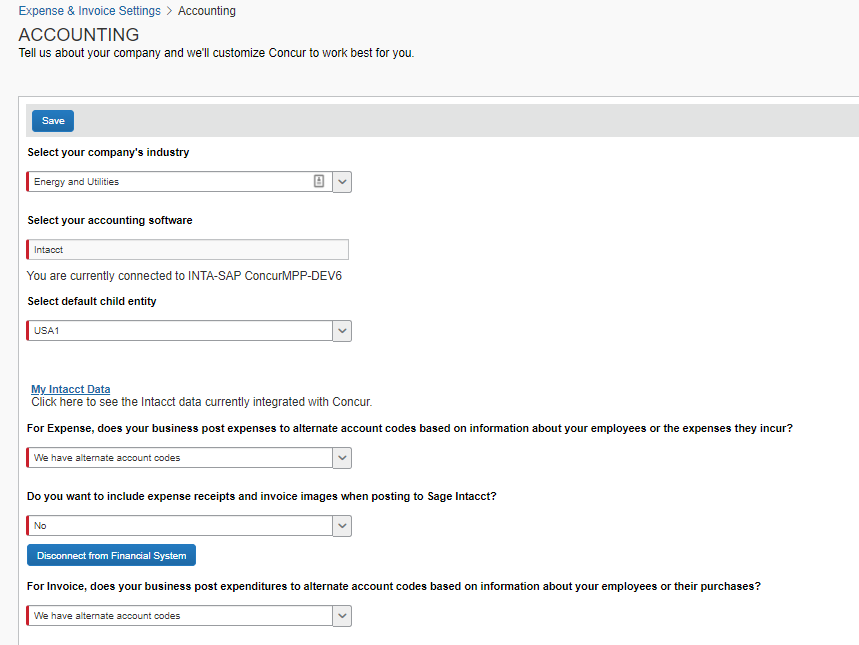 Expense & Invoice Settings > Accounting
ACCOUNTING
Tell us about your company and we'll customize Concur to work best for you.
Save
Select your company's industry
Energy and Utilities
Select your accounting software
Intacct
You are currently connected to INTA-SAP ConcurMPP-DEV6
Select default child entity
USA1
My Intacct Data
Click here to see the Intacct data currently integrated with Concur.
For Expense, does your business post expenses to alternate account codes based on information about your employees or the expenses they incur?
We have alternate account codes
Do you want to include expense receipts and invoice images when posting to Sage Intacct?
No
Disconnect from Financial System
For Invoice, does your business post expenditures to alternate account codes based on information about your employees or their purchases?
We have alternate account codes